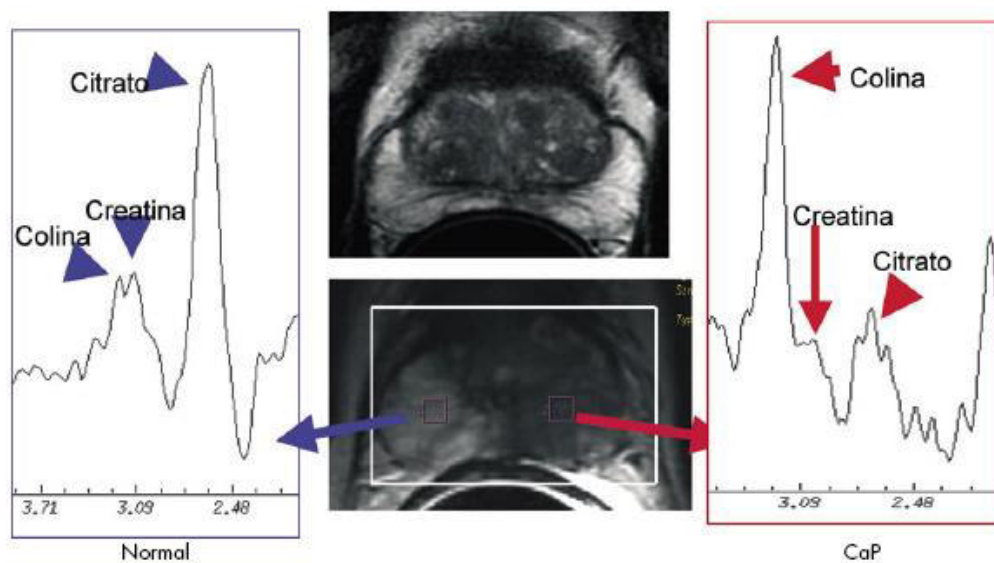 Citrato
Creatina
Colina
3.71 3.09 2.48
Normal
Colina
Creatina
Citrato
3.09 2.48
CaP